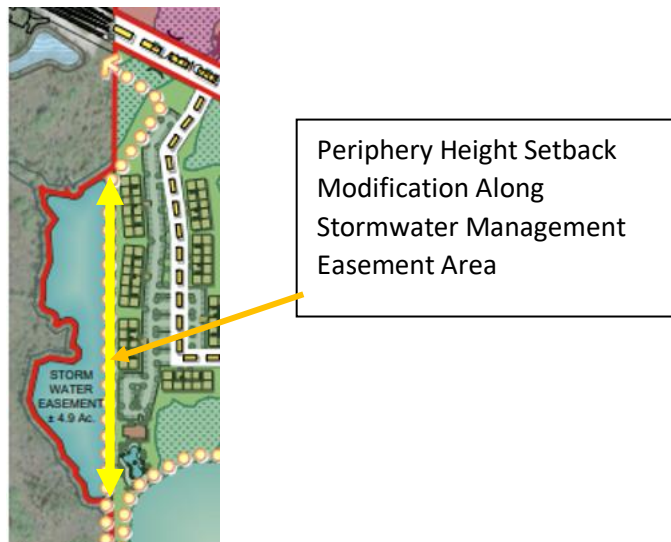 STORM
WATER
EASEMENT
± 4.9 Ac.
Periphery Height Setback
Modification Along
Stormwater Management
Easement Area